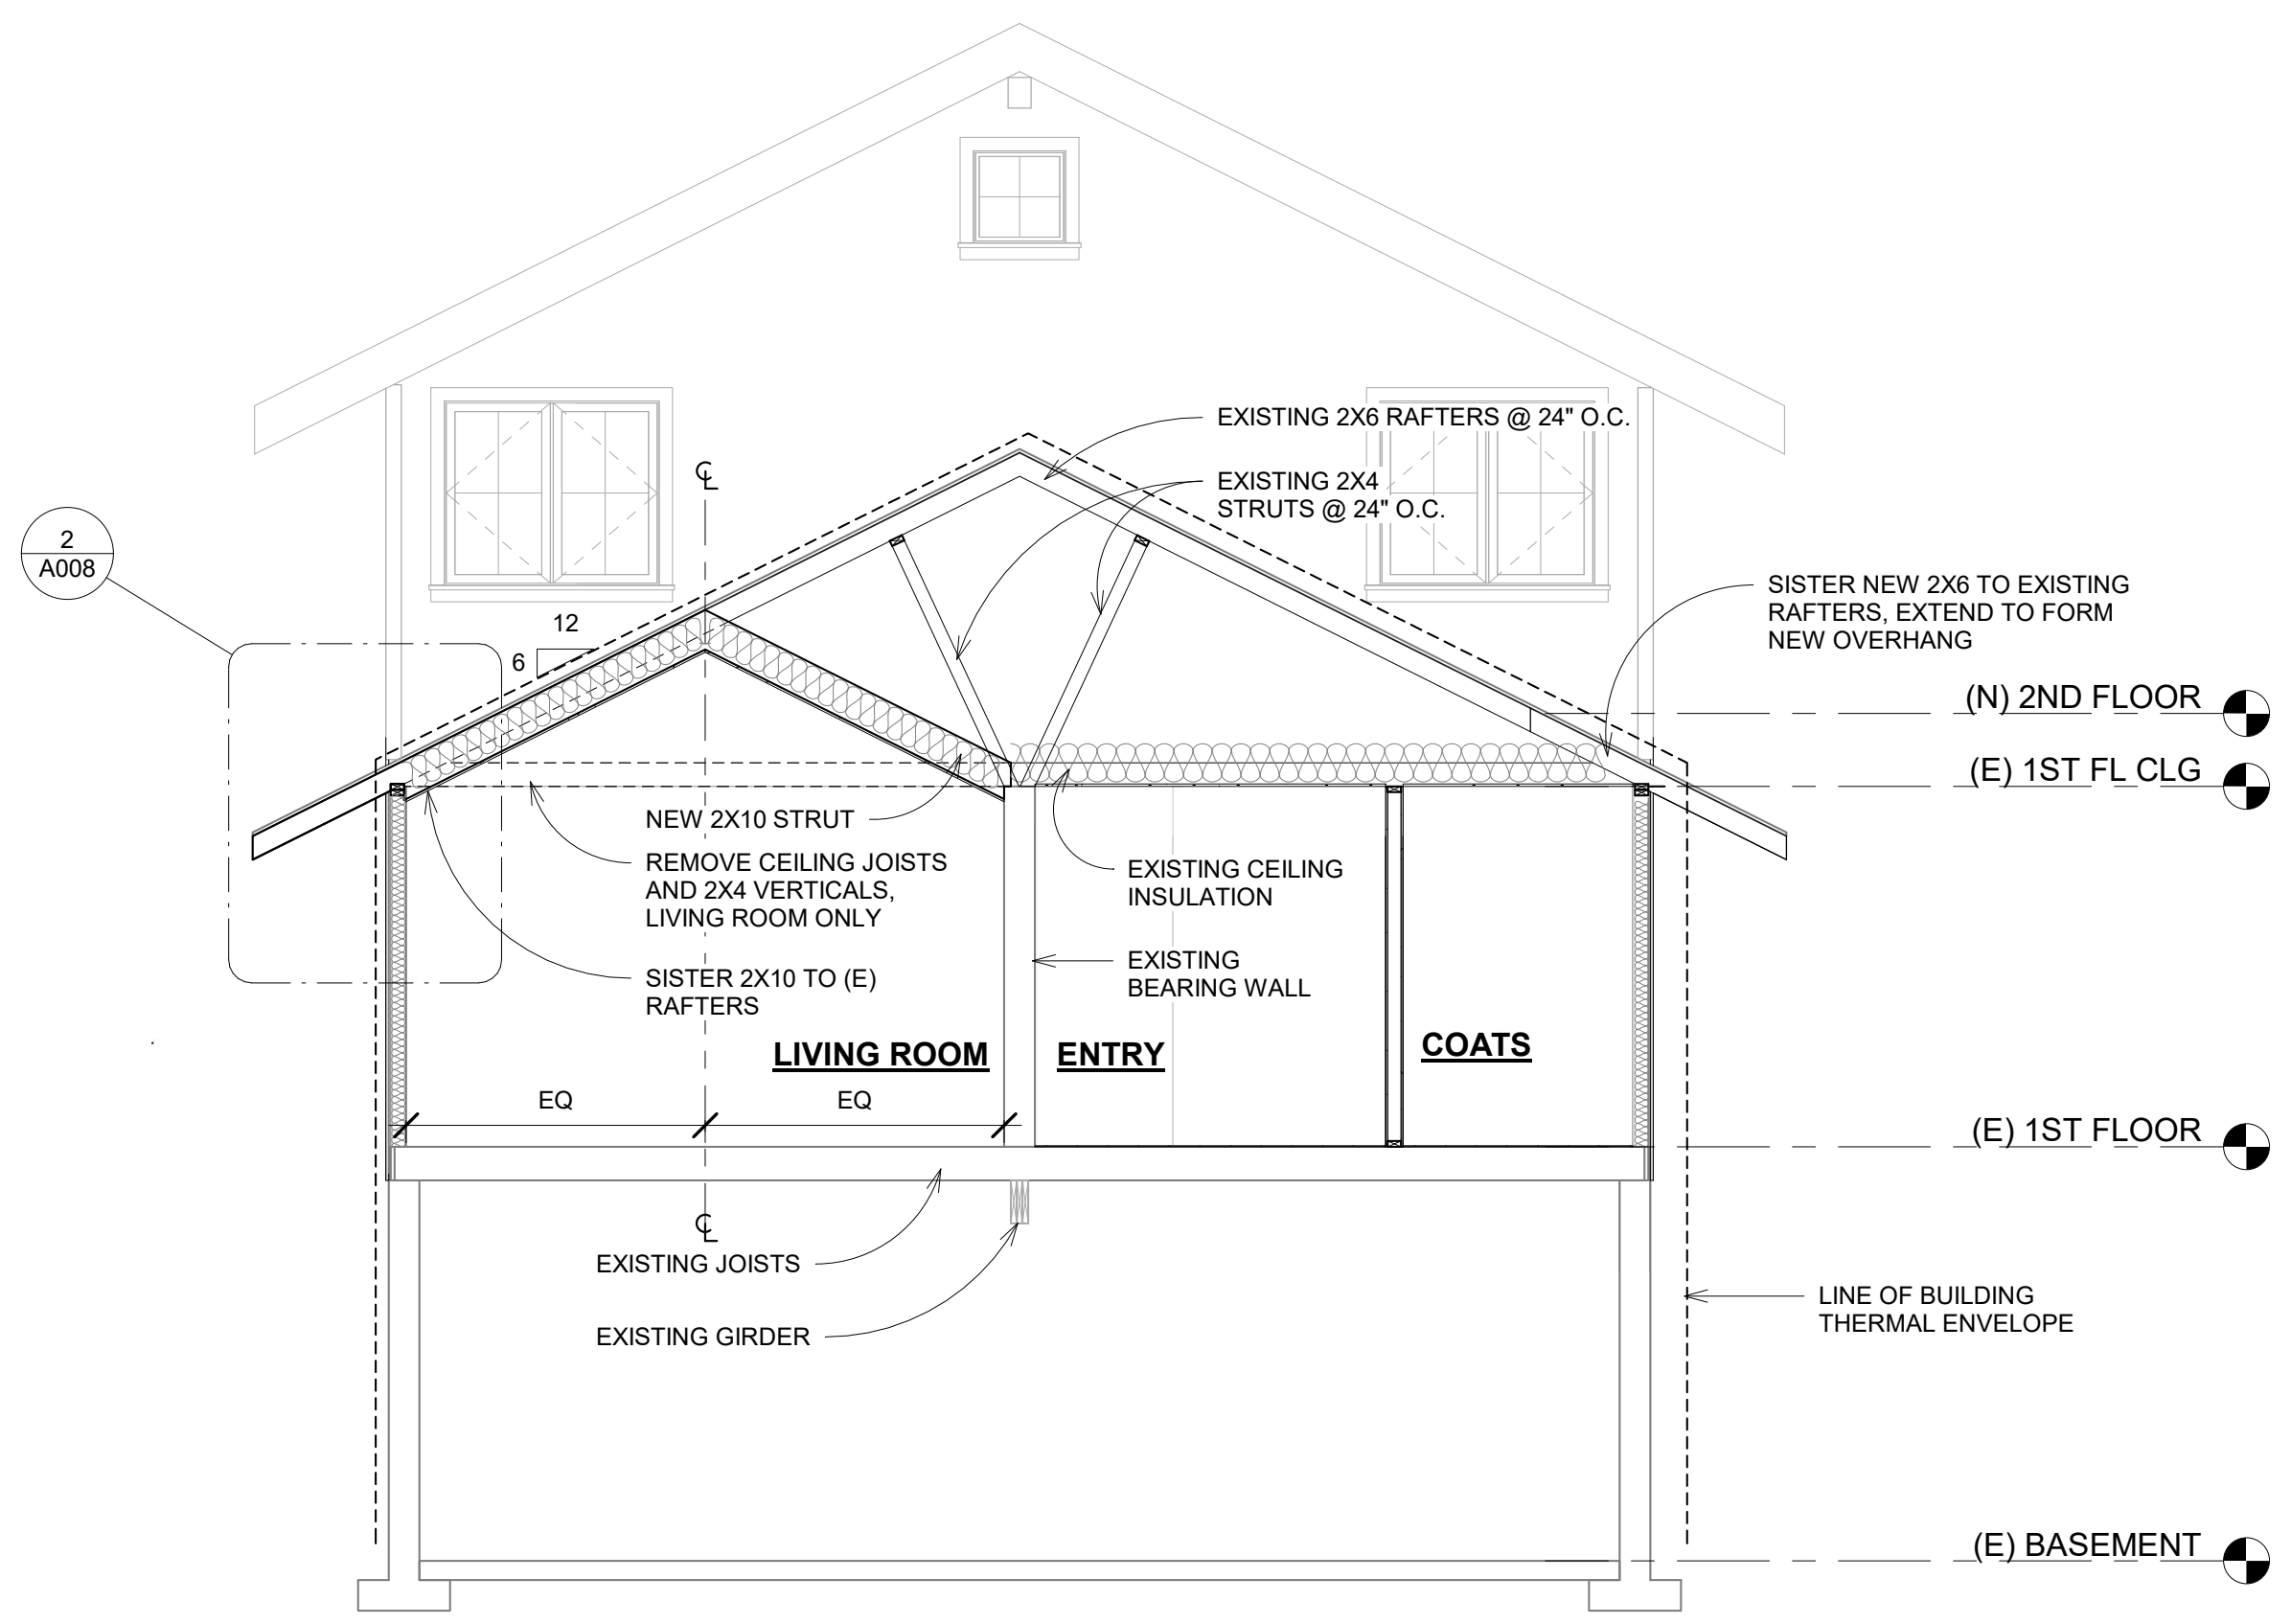 EXISTING 2X6 RAFTERS @ 24" O.C.
EXISTING 2X4
STRUTS @ 24" O.C.
℄
2
A008
12
6
SISTER NEW 2X6 TO EXISTING
RAFTERS, EXTEND TO FORM
NEW OVERHANG
(N) 2ND FLOOR
(E) 1ST FL CLG
NEW 2X10 STRUT
REMOVE CEILING JOISTS
AND 2X4 VERTICALS,
LIVING ROOM ONLY
EXISTING CEILING
INSULATION
SISTER 2X10 TO (E)
RAFTERS
EXISTING
BEARING WALL
LIVING ROOM
ENTRY
COATS
EQ
EQ
(E) 1ST FLOOR
℄
EXISTING JOISTS
EXISTING GIRDER
LINE OF BUILDING
THERMAL ENVELOPE
(E) BASEMENT